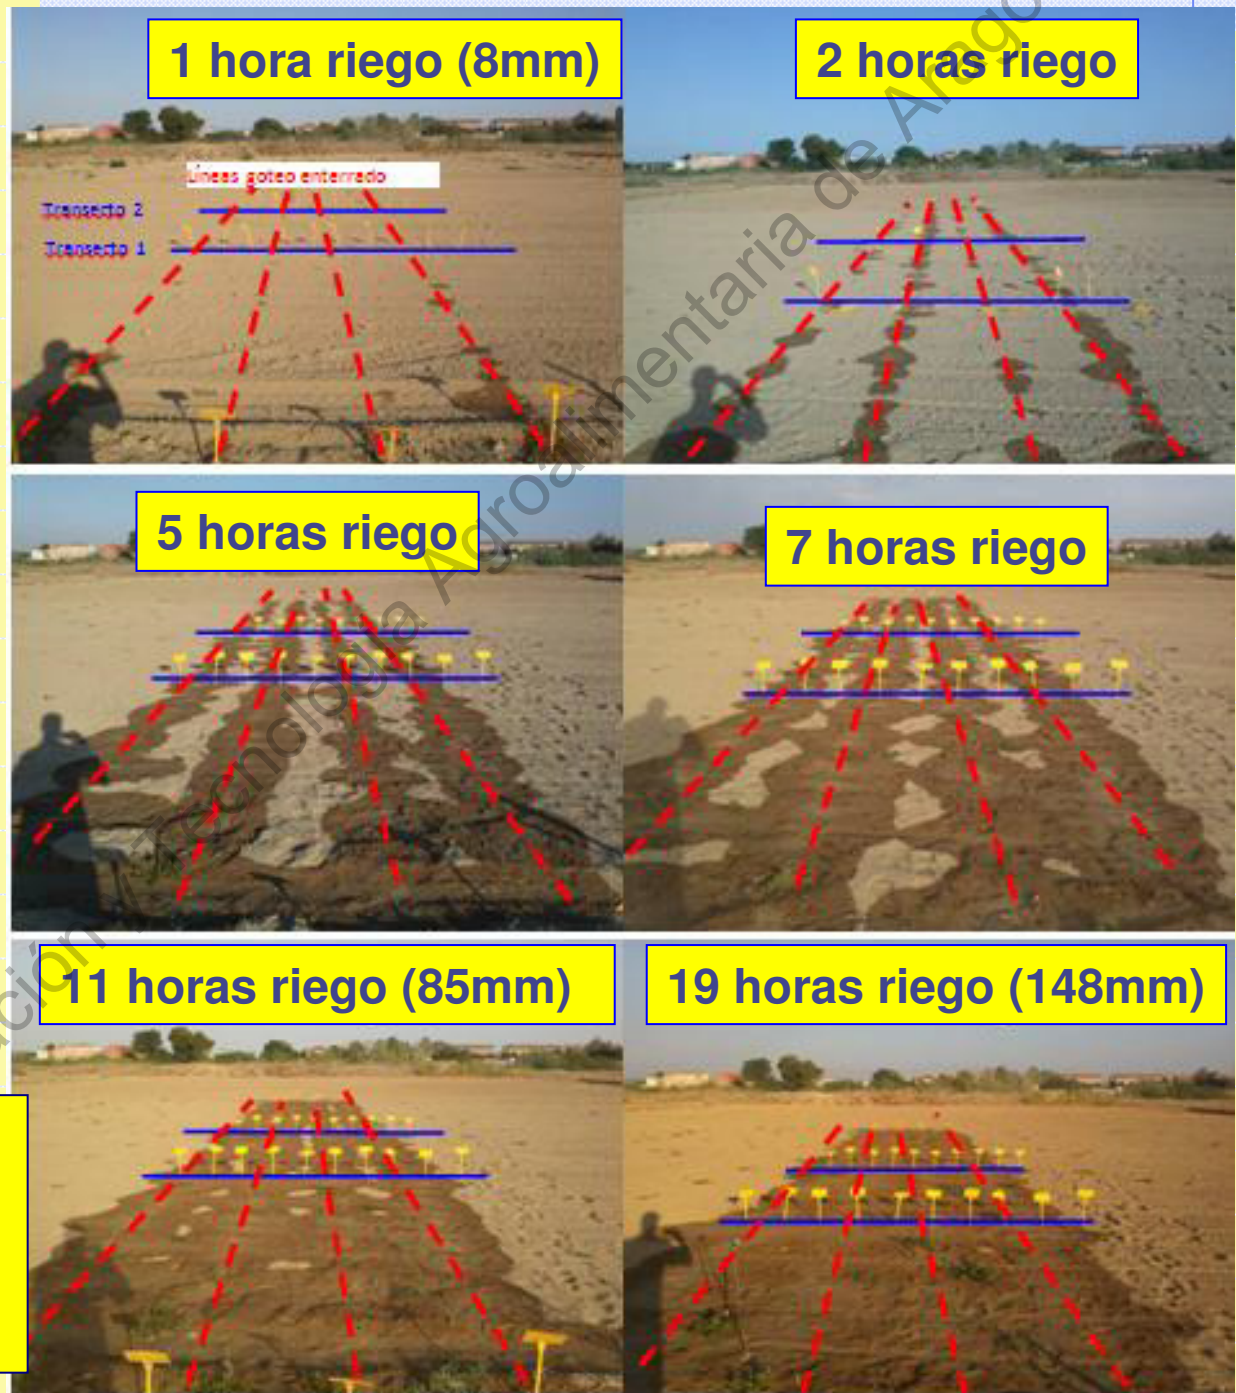 1 hora riego (8mm)
2 horas riego
Líneas goteo enterrado
Transecto 2
Transecto 1
5 horas riego
7 horas riego
11 horas riego (85mm)
19 horas riego (148mm)
Tecnología Agroalimentaria de